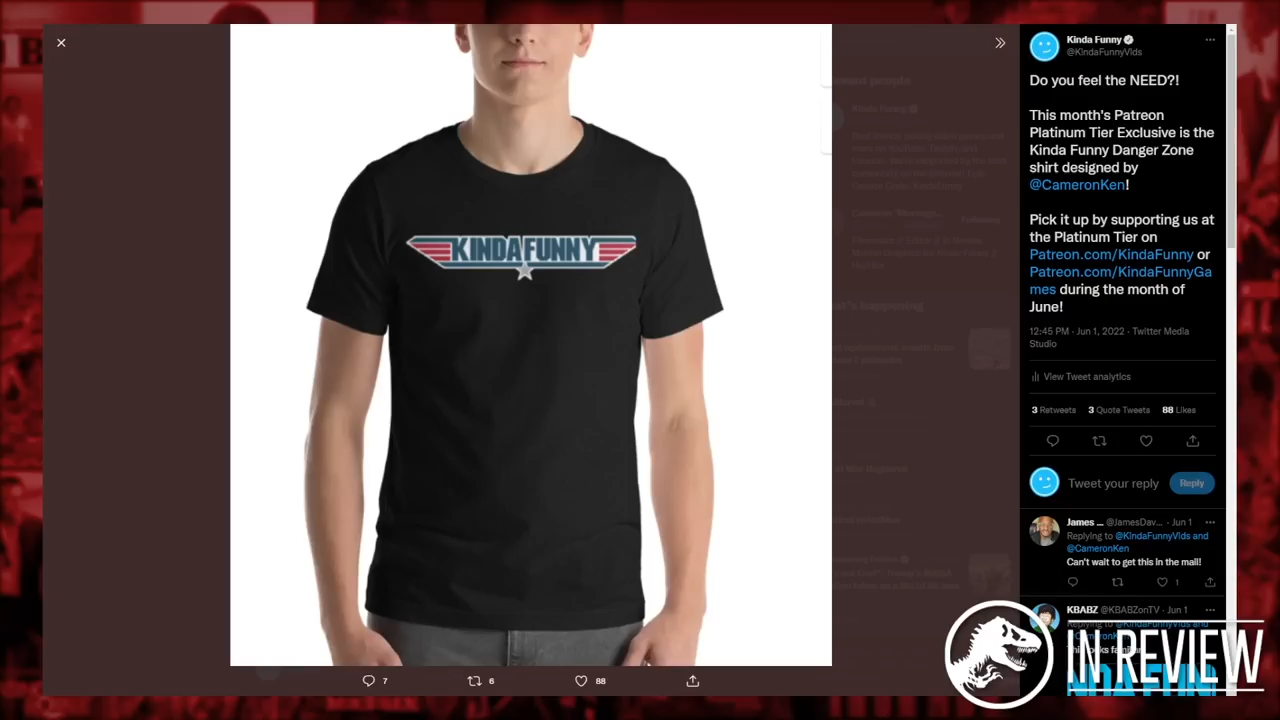 KINDA FUNNY
7
6
88
Kinda Funny
@KindaFunnyVids
Do you feel the NEED?!
This month's Patreon
Platinum Tier Exclusive is the
Kinda Funny Danger Zone
shirt designed by
@CameronKen!
Pick it up by supporting us at
the Platinum Tier on
Patreon.com/KindaFunny or
Patreon.com/KindaFunnyGa
mes during the month of
June!
12:45 PM · Jun 1, 2022 · Twitter Media
Studio
View Tweet analytics
3 Retweets 3 Quote Tweets 88 Likes
Tweet your reply
Reply
James ... @JamesDav... · Jun 1
Replying to @KindaFunnyVids and
@CameronKen
Can't wait to get this in the mail!
1
KBABZ @KBABZonTV · Jun 1
Replying to @KindaFunnyVids and
IN REVIEW